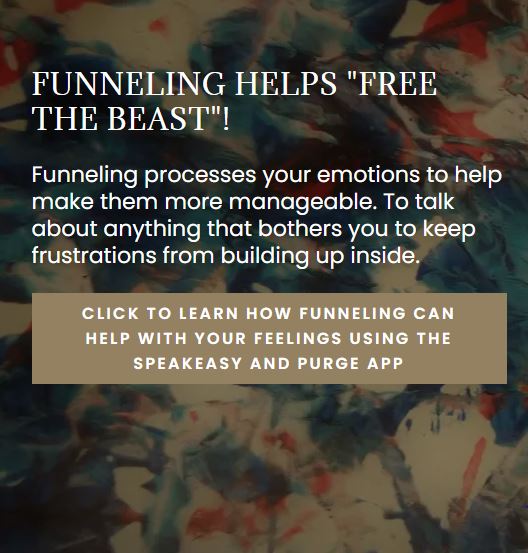 FUNNELING HELPS "FREE
THE BEAST"!
Funneling processes your emotions to help
make them more manageable. To talk
about anything that bothers you to keep
frustrations from building up inside.
CLICK TO LEARN HOW FUNNELING CAN
HELP WITH YOUR FEELINGS USING THE
SPEAKEASY AND PURGE APP